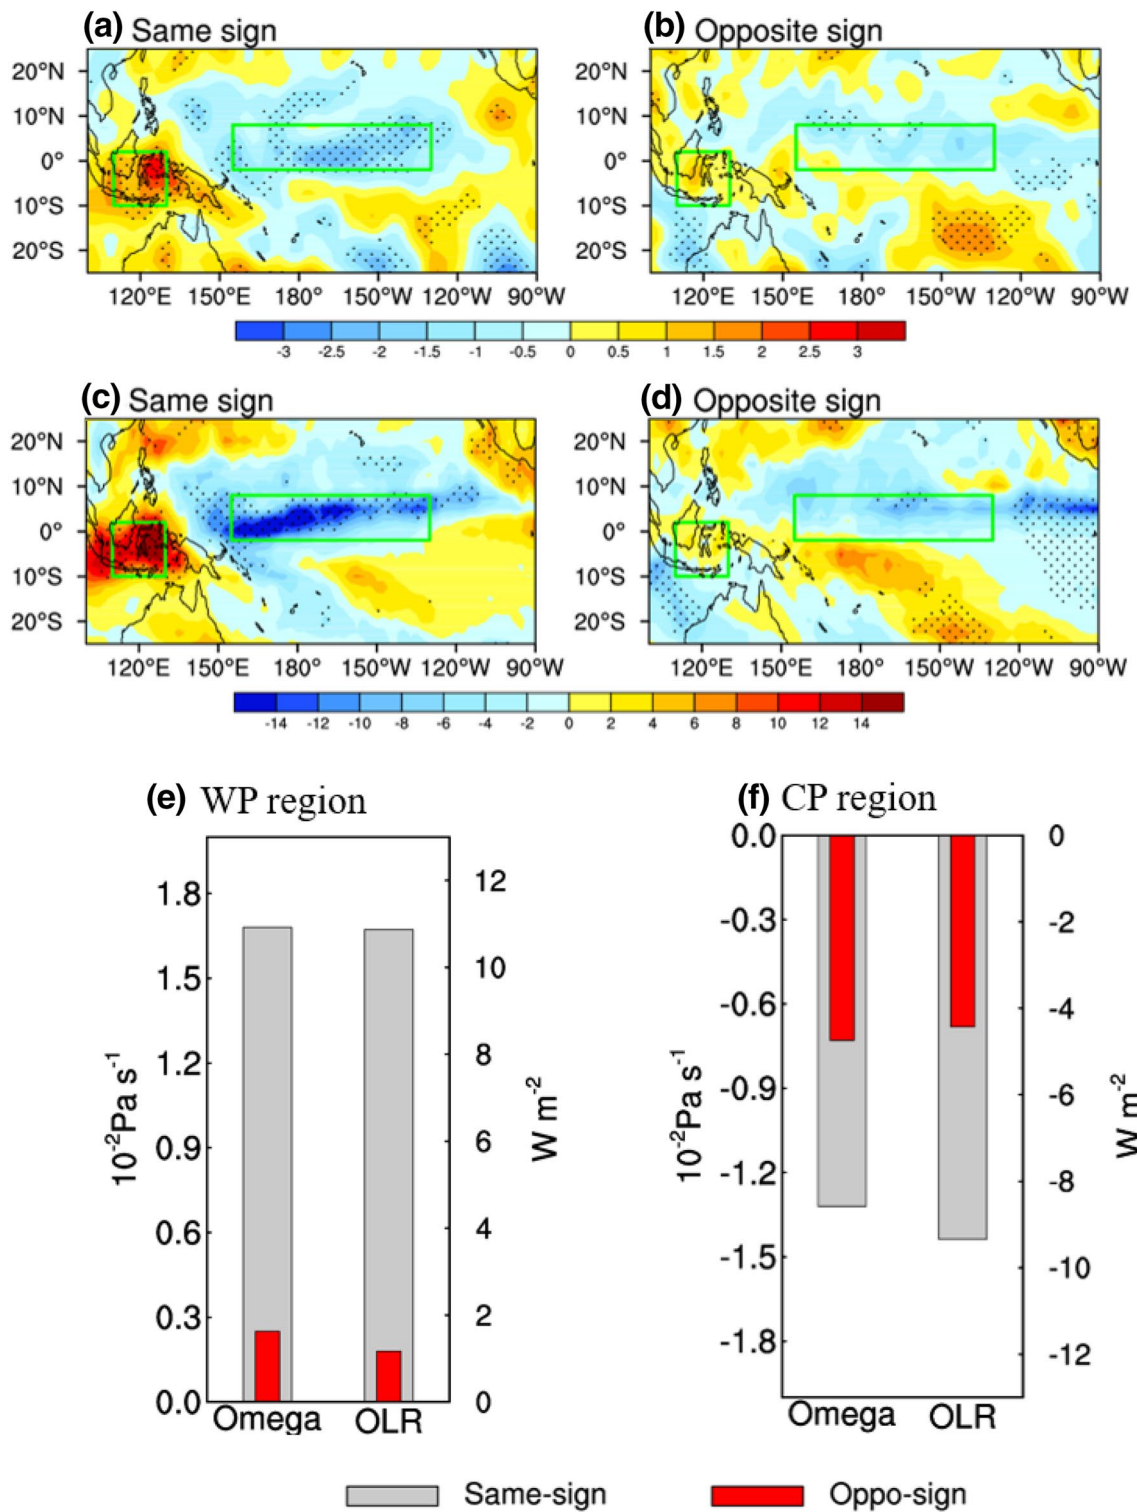 (a) Same sign
(b) Opposite sign
20°N
10°N
0°
10°S
20°S
20°N
10°N
0°
10°S
20°S
120°E 150°E 180° 150°W 120°W 90°W
120°E 150°E 180° 150°W 120°W 90°W
-3 -2.5 -2 -1.5 -1 -0.5 0 0.5 1 1.5 2 2.5 3
(c) Same sign
(d) Opposite sign
20°N
10°N
0°
10°S
20°S
20°N
10°N
0°
10°S
20°S
120°E 150°E 180° 150°W 120°W 90°W
120°E 150°E 180° 150°W 120°W 90°W
-14 -12 -10 -8 -6 -4 -2 0 2 4 6 8 10 12 14
(e) WP region
1.8
1.5
1.2
0.9
0.6
0.3
0.0
10⁻²Pa s⁻¹
12
10
8
6
4
2
0
W m⁻²
Omega OLR
(f) CP region
0.0
-0.3
-0.6
-0.9
-1.2
-1.5
-1.8
10⁻²Pa s⁻¹
0
-2
-4
-6
-8
-10
-12
W m⁻²
Omega OLR
Same-sign
Oppo-sign